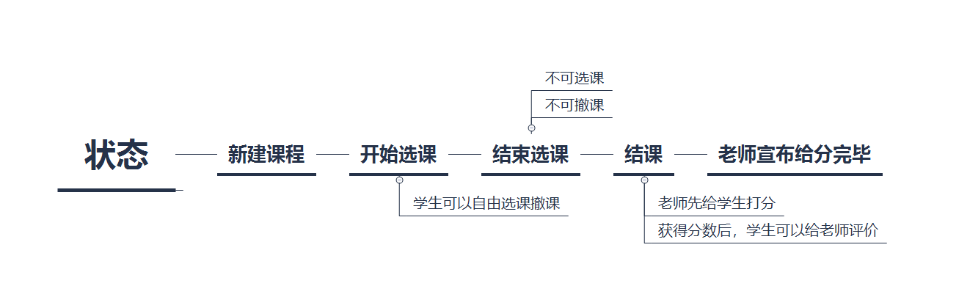 不可选课
不可撤课
状态
新建课程
开始选课
结束选课
结课
老师宣布给分完毕
学生可以自由选课撤课
老师先给学生打分
获得分数后，学生可以给老师评价